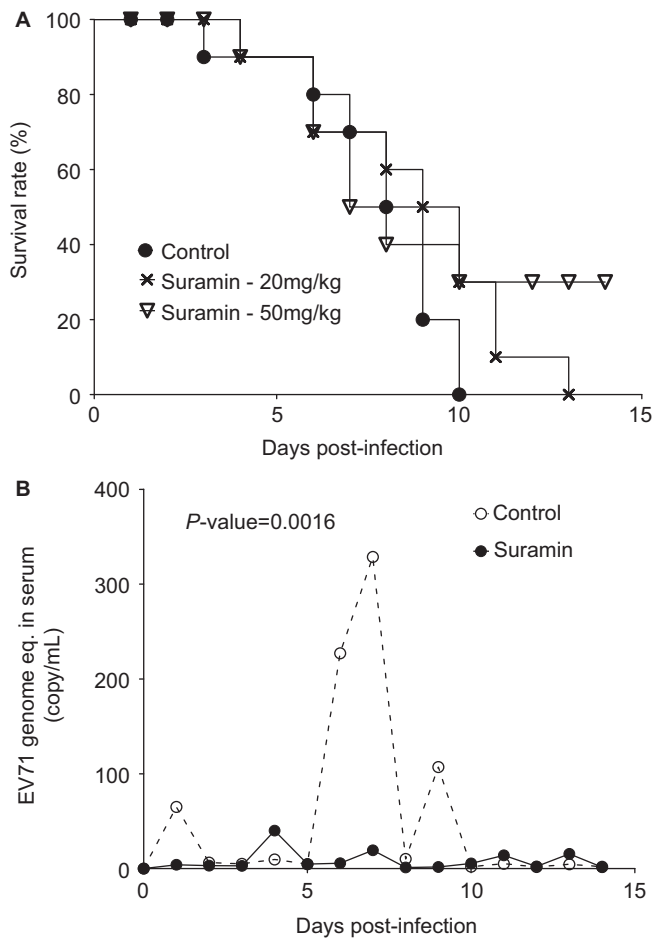 A
100
80
60
40
20
0
Survival rate (%)
Control
Suramin - 20mg/kg
Suramin - 50mg/kg
0 5 10 15
Days post-infection
B
400
300
200
100
0
EV71 genome eq. in serum
(copy/mL)
P-value=0.0016
Control
Suramin
0 5 10 15
Days post-infection